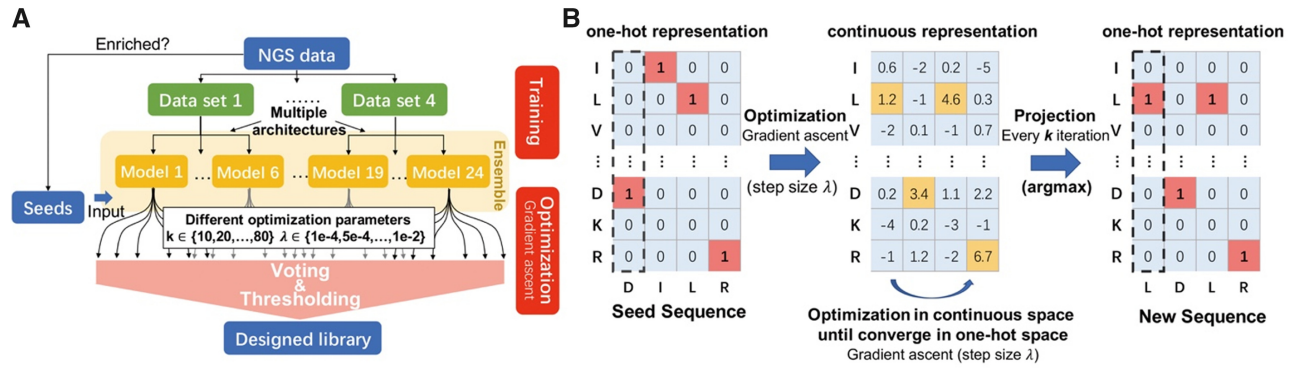 A
Enriched?
NGS data
Data set 1
......
Data set 4
Multiple
architectures
Training
Ensemble
Model 1
...
Model 6
...
Model 19
...
Model 24
Seeds
Input
Different optimization parameters
k ∈ {10,20,...,80} λ ∈ {1e-4,5e-4,...,1e-2}
Optimization
Gradient ascent
Voting
&
Thresholding
Designed library
B
one-hot representation
I 0 1 0 0
L 0 0 1 0
V 0 0 0 0
⋮ ⋮ ⋮ ⋮ ⋮
D 1 0 0 0
K 0 0 0 0
R 0 0 0 1
D I L R
Seed Sequence
Optimization
Gradient ascent
(step size λ)
continuous representation
I 0.6 -2 0.2 -5
L 1.2 -1 4.6 0.3
V -2 0.1 -1 0.7
⋮ ⋮ ⋮ ⋮ ⋮
D 0.2 3.4 1.1 2.2
K -4 0.2 -3 -1
R -1 1.2 -2 6.7
Optimization in continuous space
until converge in one-hot space
Gradient ascent (step size λ)
Projection
Every k iteration
(argmax)
one-hot representation
I 0 0 0 0
L 1 0 1 0
V 0 0 0 0
⋮ ⋮ ⋮ ⋮ ⋮
D 0 1 0 0
K 0 0 0 0
R 0 0 0 1
L D L R
New Sequence